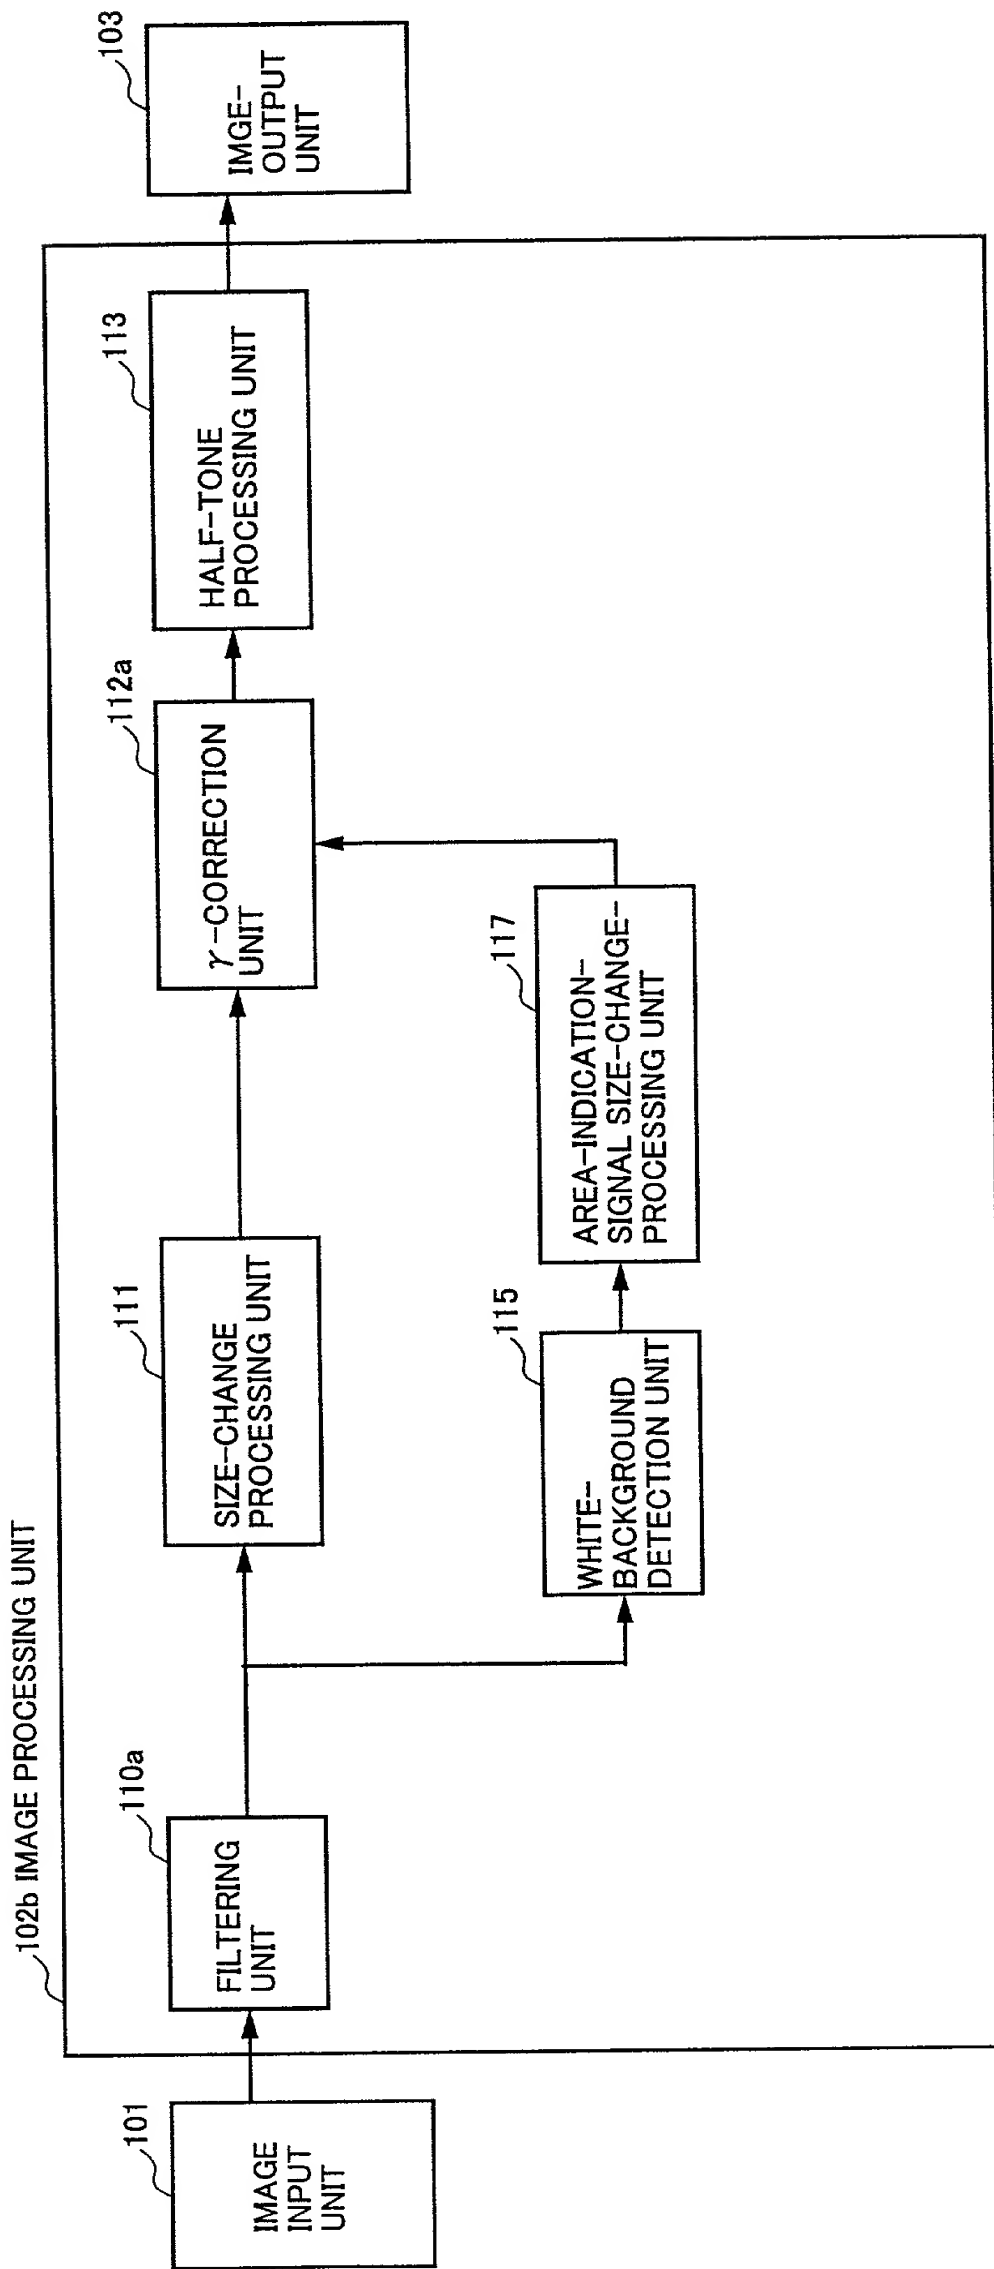 102b IMAGE PROCESSING UNIT
101
IMAGE
INPUT
UNIT
110a
FILTERING
UNIT
111
SIZE-CHANGE
PROCESSING UNIT
112a
γ-CORRECTION
UNIT
113
HALF-TONE
PROCESSING UNIT
103
IMGE-
OUTPUT
UNIT
115
WHITE-
BACKGROUND
DETECTION UNIT
117
AREA-INDICATION-
SIGNAL SIZE-CHANGE-
PROCESSING UNIT